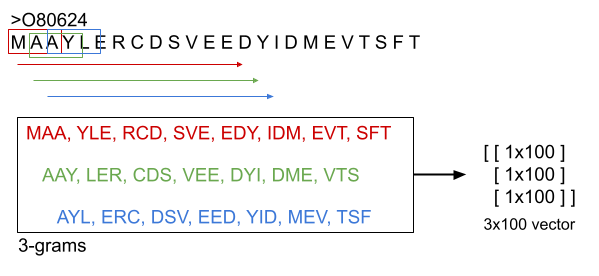 >O80624
M A A Y L E R C D S V E E D Y I D M E V T S F T
MAA, YLE, RCD, SVE, EDY, IDM, EVT, SFT
AAY, LER, CDS, VEE, DYI, DME, VTS
AYL, ERC, DSV, EED, YID, MEV, TSF
3-grams
[ [ 1x100 ]
[ 1x100 ]
[ 1x100 ] ]
3x100 vector